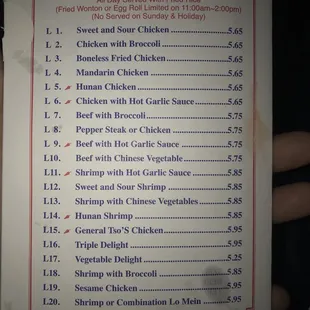 (Fried Wonton or Egg Roll Limited on 11:00am~2:00pm)
(No Served on Sunday & Holiday)
L 1. Sweet and Sour Chicken 5.65
L 2. Chicken with Broccoli 5.65
L 3. Boneless Fried Chicken 5.65
L 4. Mandarin Chicken 5.65
L 5. Hunan Chicken 5.65
L 6. Chicken with Hot Garlic Sauce 5.65
L 7. Beef with Broccoli 5.75
L 8. Pepper Steak or Chicken 5.75
L 9. Beef with Hot Garlic Sauce 5.75
L10. Beef with Chinese Vegetable 5.75
L11. Shrimp with Hot Garlic Sauce 5.85
L12. Sweet and Sour Shrimp 5.85
L13. Shrimp with Chinese Vegetables 5.85
L14. Hunan Shrimp 5.85
L15. General Tso'S Chicken 5.95
L16. Triple Delight 5.95
L17. Vegetable Delight 5.25
L18. Shrimp with Broccoli 5.85
L19. Sesame Chicken 5.95
L20. Shrimp or Combination Lo Mein 5.95